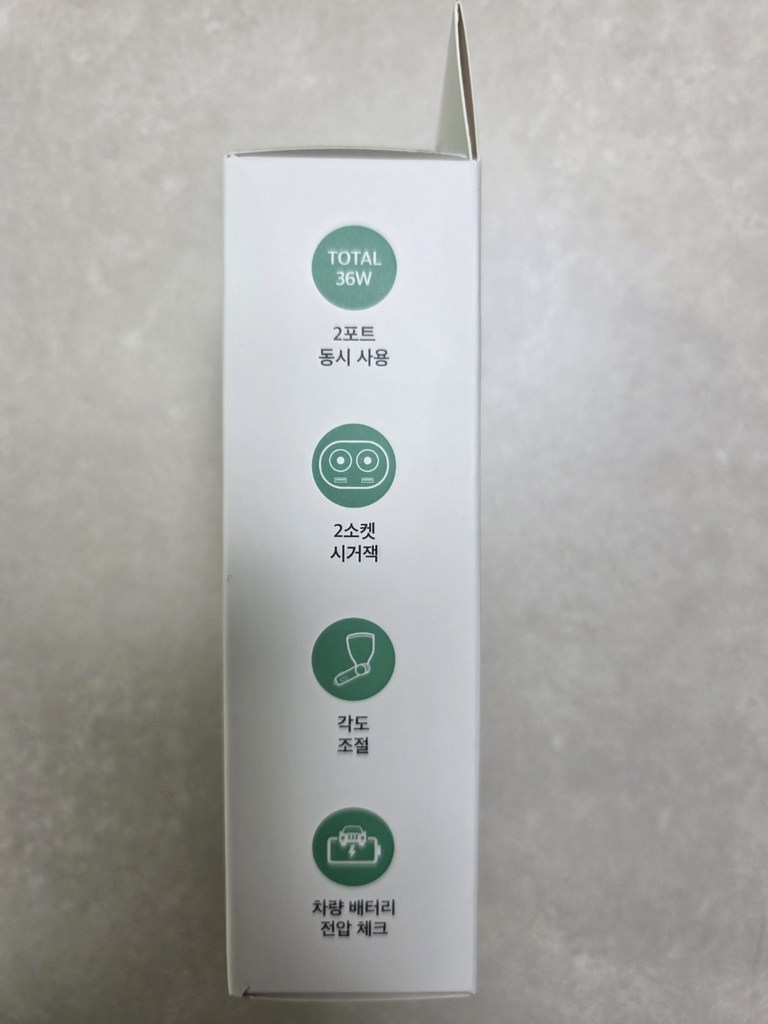 TOTAL
36W
2포트
동시 사용
2소켓
시거잭
각도
조절
차량 배터리
전압 체크